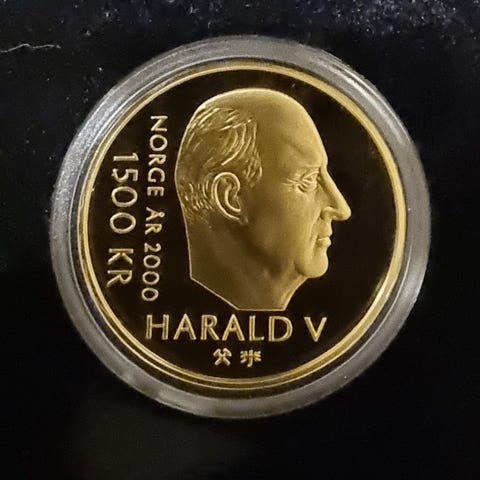 NORGE ÅR 2000
1500 KR
HARALD V